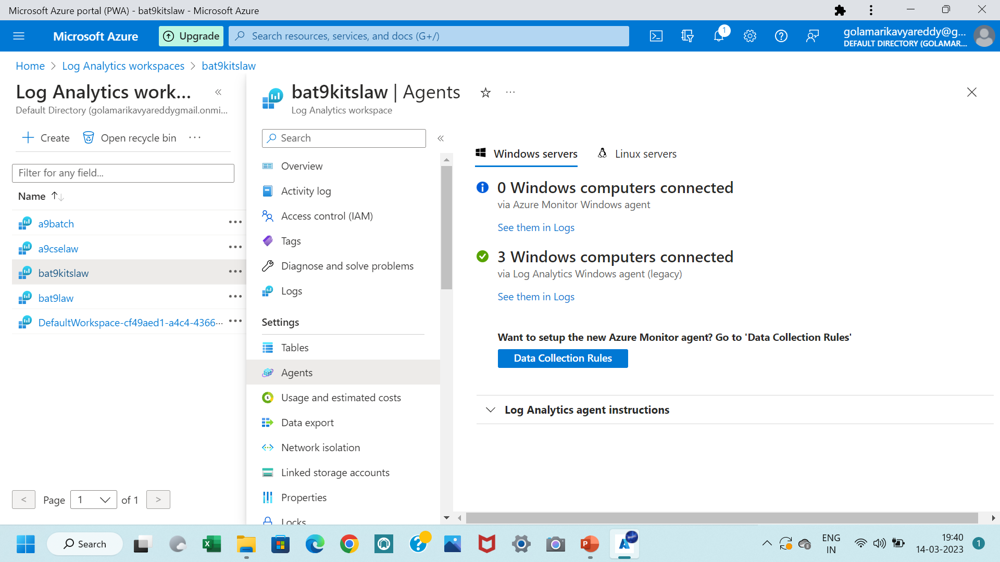 Microsoft Azure portal (PWA) - bat9kitslaw - Microsoft Azure
Microsoft Azure
Upgrade
Search resources, services, and docs (G+/)
1
golamarikavyareddy@g...
DEFAULT DIRECTORY (GOLAMAR...
Home > Log Analytics workspaces > bat9kitslaw
Log Analytics work...
Default Directory (golamarikavyareddygmail.onmi...
Create
Open recycle bin
Filter for any field...
Name
a9batch
a9cselaw
bat9kitslaw
bat9law
DefaultWorkspace-cf49aed1-a4c4-4366...
< Page 1 of 1 >
bat9kitslaw | Agents
Log Analytics workspace
Search
Overview
Activity log
Access control (IAM)
Tags
Diagnose and solve problems
Logs
Settings
Tables
Agents
Usage and estimated costs
Data export
Network isolation
Linked storage accounts
Properties
Locks
Windows servers
Linux servers
0 Windows computers connected
via Azure Monitor Windows agent
See them in Logs
3 Windows computers connected
via Log Analytics Windows agent (legacy)
See them in Logs
Want to setup the new Azure Monitor agent? Go to 'Data Collection Rules'
Data Collection Rules
Log Analytics agent instructions
Search
ENG
IN
19:40
14-03-2023
1